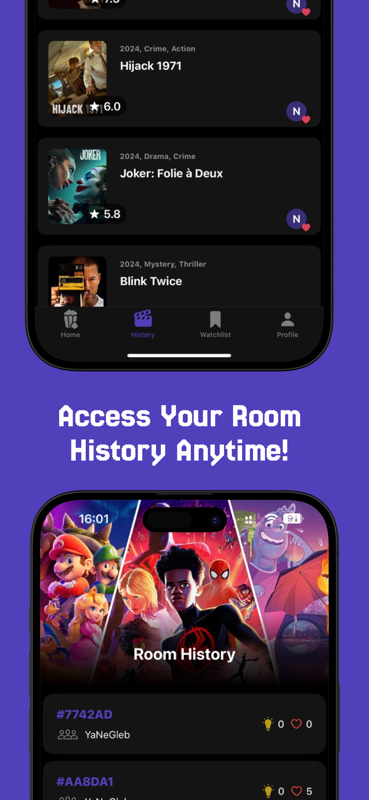 7.3
N
2024, Crime, Action
Hijack 1971
HIJACK 1971
6.0
N
2024, Drama, Crime
JOKER
Joker: Folie à Deux
5.8
N
2024, Mystery, Thriller
Blink Twice
Home
History
Watchlist
Profile
Access Your Room
History Anytime!
16:01
Room History
#7742AD
YaNeGleb
0
0
#AA8DA1
0
5